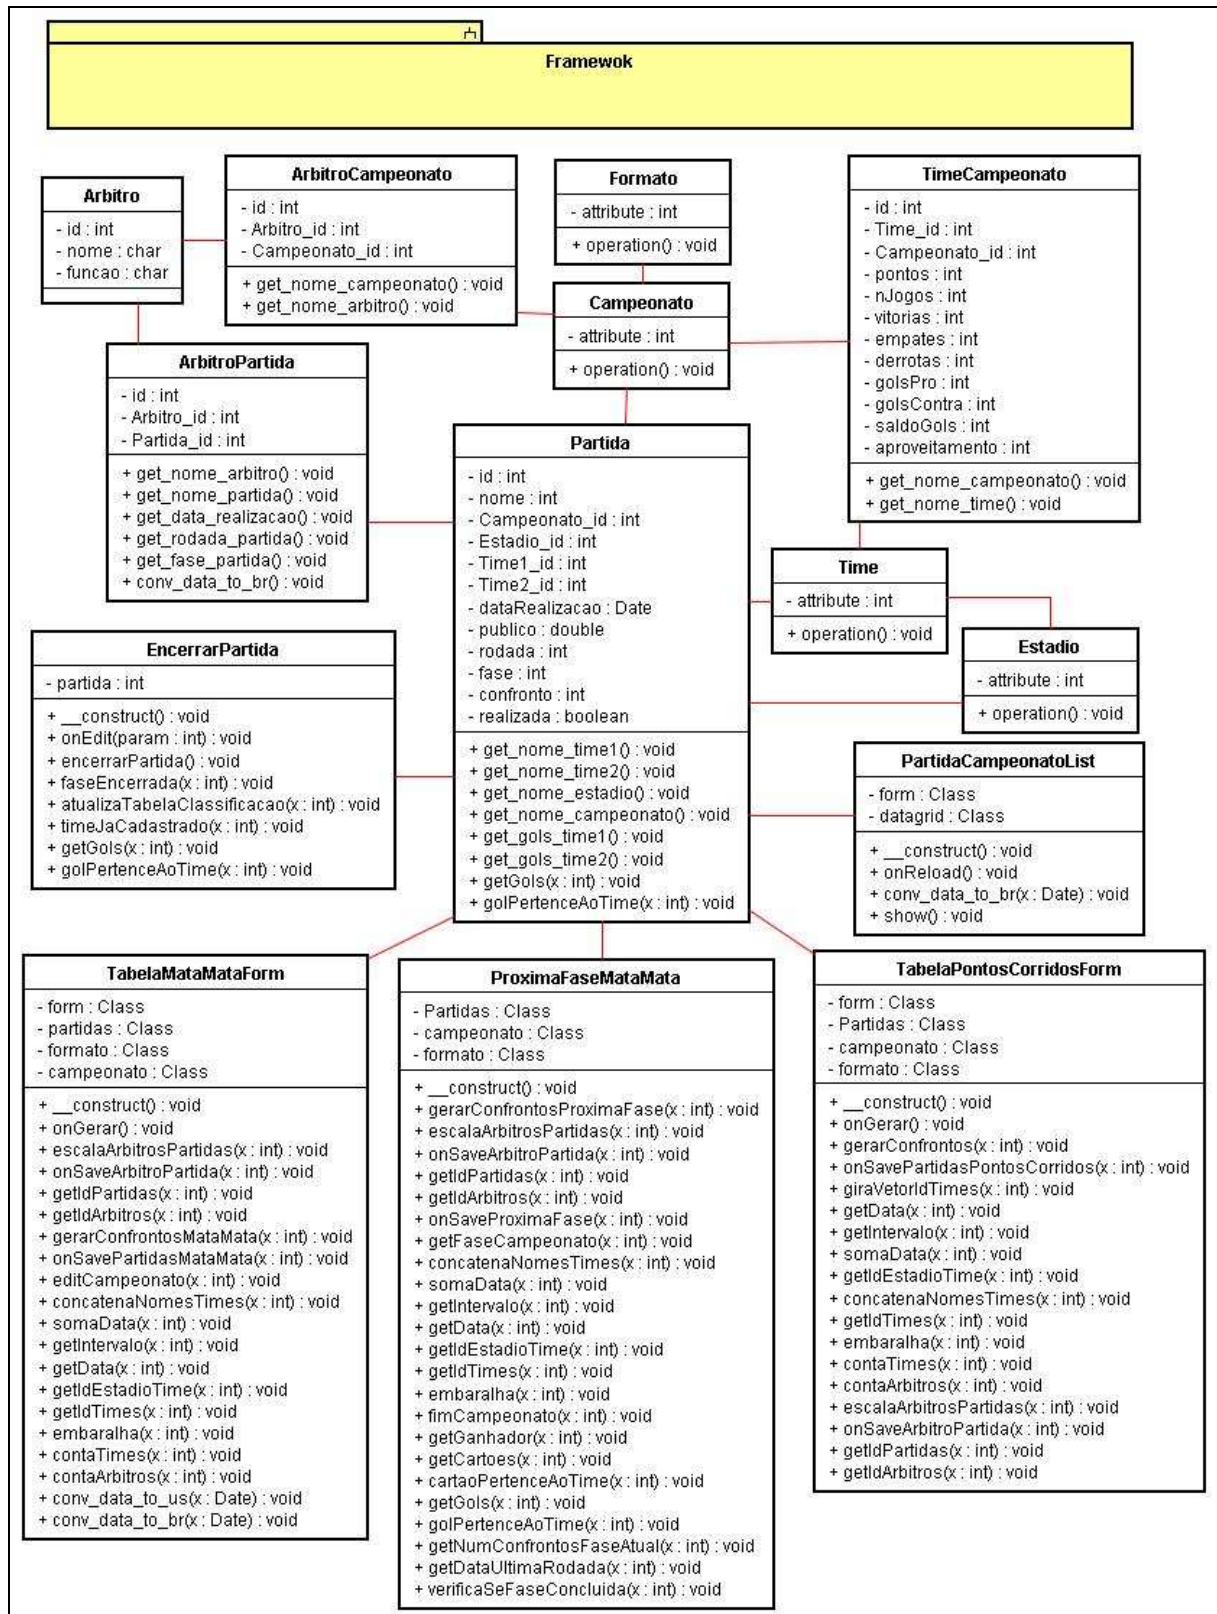 Framewok
Arbitro
- id : int
- nome : char
- funcao : char
ArbitroCampeonato
- id : int
- Arbitro_id : int
- Campeonato_id : int
+ get_nome_campeonato() : void
+ get_nome_arbitro() : void
Formato
- attribute : int
+ operation() : void
TimeCampeonato
- id : int
- Time_id : int
- Campeonato_id : int
- pontos : int
- nJogos : int
- vitorias : int
- empates : int
- derrotas : int
- golsPro : int
- golsContra : int
- saldoGols : int
- aproveitamento : int
+ get_nome_campeonato() : void
+ get_nome_time() : void
Campeonato
- attribute : int
+ operation() : void
ArbitroPartida
- id : int
- Arbitro_id : int
- Partida_id : int
+ get_nome_arbitro() : void
+ get_nome_partida() : void
+ get_data_realizacao() : void
+ get_rodada_partida() : void
+ get_fase_partida() : void
+ conv_data_to_br() : void
Partida
- id : int
- nome : int
- Campeonato_id : int
- Estadio_id : int
- Time1_id : int
- Time2_id : int
- dataRealizacao : Date
- publico : double
- rodada : int
- fase : int
- confronto : int
- realizada : boolean
+ get_nome_time1() : void
+ get_nome_time2() : void
+ get_nome_estadio() : void
+ get_nome_campeonato() : void
+ get_gols_time1() : void
+ get_gols_time2() : void
+ getGols(x : int) : void
+ golPertenceAoTime(x : int) : void
Time
- attribute : int
+ operation() : void
Estadio
- attribute : int
+ operation() : void
EncerrarPartida
- partida : int
+ __construct() : void
+ onEdit(param : int) : void
+ encerrarPartida() : void
+ faseEncerrada(x : int) : void
+ atualizaTabelaClassificacao(x : int) : void
+ timeJaCadastrado(x : int) : void
+ getGols(x : int) : void
+ golPertenceAoTime(x : int) : void
PartidaCampeonatoList
- form : Class
- datagrid : Class
+ __construct() : void
+ onReload() : void
+ conv_data_to_br(x : Date) : void
+ show() : void
TabelaMataMataForm
- form : Class
- partidas : Class
- formato : Class
- campeonato : Class
+ __construct() : void
+ onGerar() : void
+ escalaArbitrosPartidas(x : int) : void
+ onSaveArbitroPartida(x : int) : void
+ getIdPartidas(x : int) : void
+ getIdArbitros(x : int) : void
+ gerarConfrontosMataMata(x : int) : void
+ onSavePartidasMataMata(x : int) : void
+ editCampeonato(x : int) : void
+ concatenaNomesTimes(x : int) : void
+ somaData(x : int) : void
+ getIntervalo(x : int) : void
+ getData(x : int) : void
+ getIdEstadioTime(x : int) : void
+ getIdTimes(x : int) : void
+ embaralha(x : int) : void
+ contaTimes(x : int) : void
+ contaArbitros(x : int) : void
+ conv_data_to_us(x : Date) : void
+ conv_data_to_br(x : Date) : void
ProximaFaseMataMata
- Partidas : Class
- campeonato : Class
- formato : Class
+ __construct() : void
+ gerarConfrontosProximaFase(x : int) : void
+ escalaArbitrosPartidas(x : int) : void
+ onSaveArbitroPartida(x : int) : void
+ getIdPartidas(x : int) : void
+ getIdArbitros(x : int) : void
+ onSaveProximaFase(x : int) : void
+ getFaseCampeonato(x : int) : void
+ concatenaNomesTimes(x : int) : void
+ somaData(x : int) : void
+ getIntervalo(x : int) : void
+ getData(x : int) : void
+ getIdEstadioTime(x : int) : void
+ getIdTimes(x : int) : void
+ embaralha(x : int) : void
+ fimCampeonato(x : int) : void
+ getGanhador(x : int) : void
+ getCartoes(x : int) : void
+ cartaoPertenceAoTime(x : int) : void
+ getGols(x : int) : void
+ golPertenceAoTime(x : int) : void
+ getNumConfrontosFaseAtual(x : int) : void
+ getDataUltimaRodada(x : int) : void
+ verificaSeFaseConcluida(x : int) : void
TabelaPontosCorridosForm
- form : Class
- Partidas : Class
- campeonato : Class
- formato : Class
+ __construct() : void
+ onGerar() : void
+ gerarConfrontos(x : int) : void
+ onSavePartidasPontosCorridos(x : int) : void
+ giraVetorIdTimes(x : int) : void
+ getData(x : int) : void
+ getIntervalo(x : int) : void
+ somaData(x : int) : void
+ getIdEstadioTime(x : int) : void
+ concatenaNomesTimes(x : int) : void
+ getIdTimes(x : int) : void
+ embaralha(x : int) : void
+ contaTimes(x : int) : void
+ contaArbitros(x : int) : void
+ escalaArbitrosPartidas(x : int) : void
+ onSaveArbitroPartida(x : int) : void
+ getIdPartidas(x : int) : void
+ getIdArbitros(x : int) : void